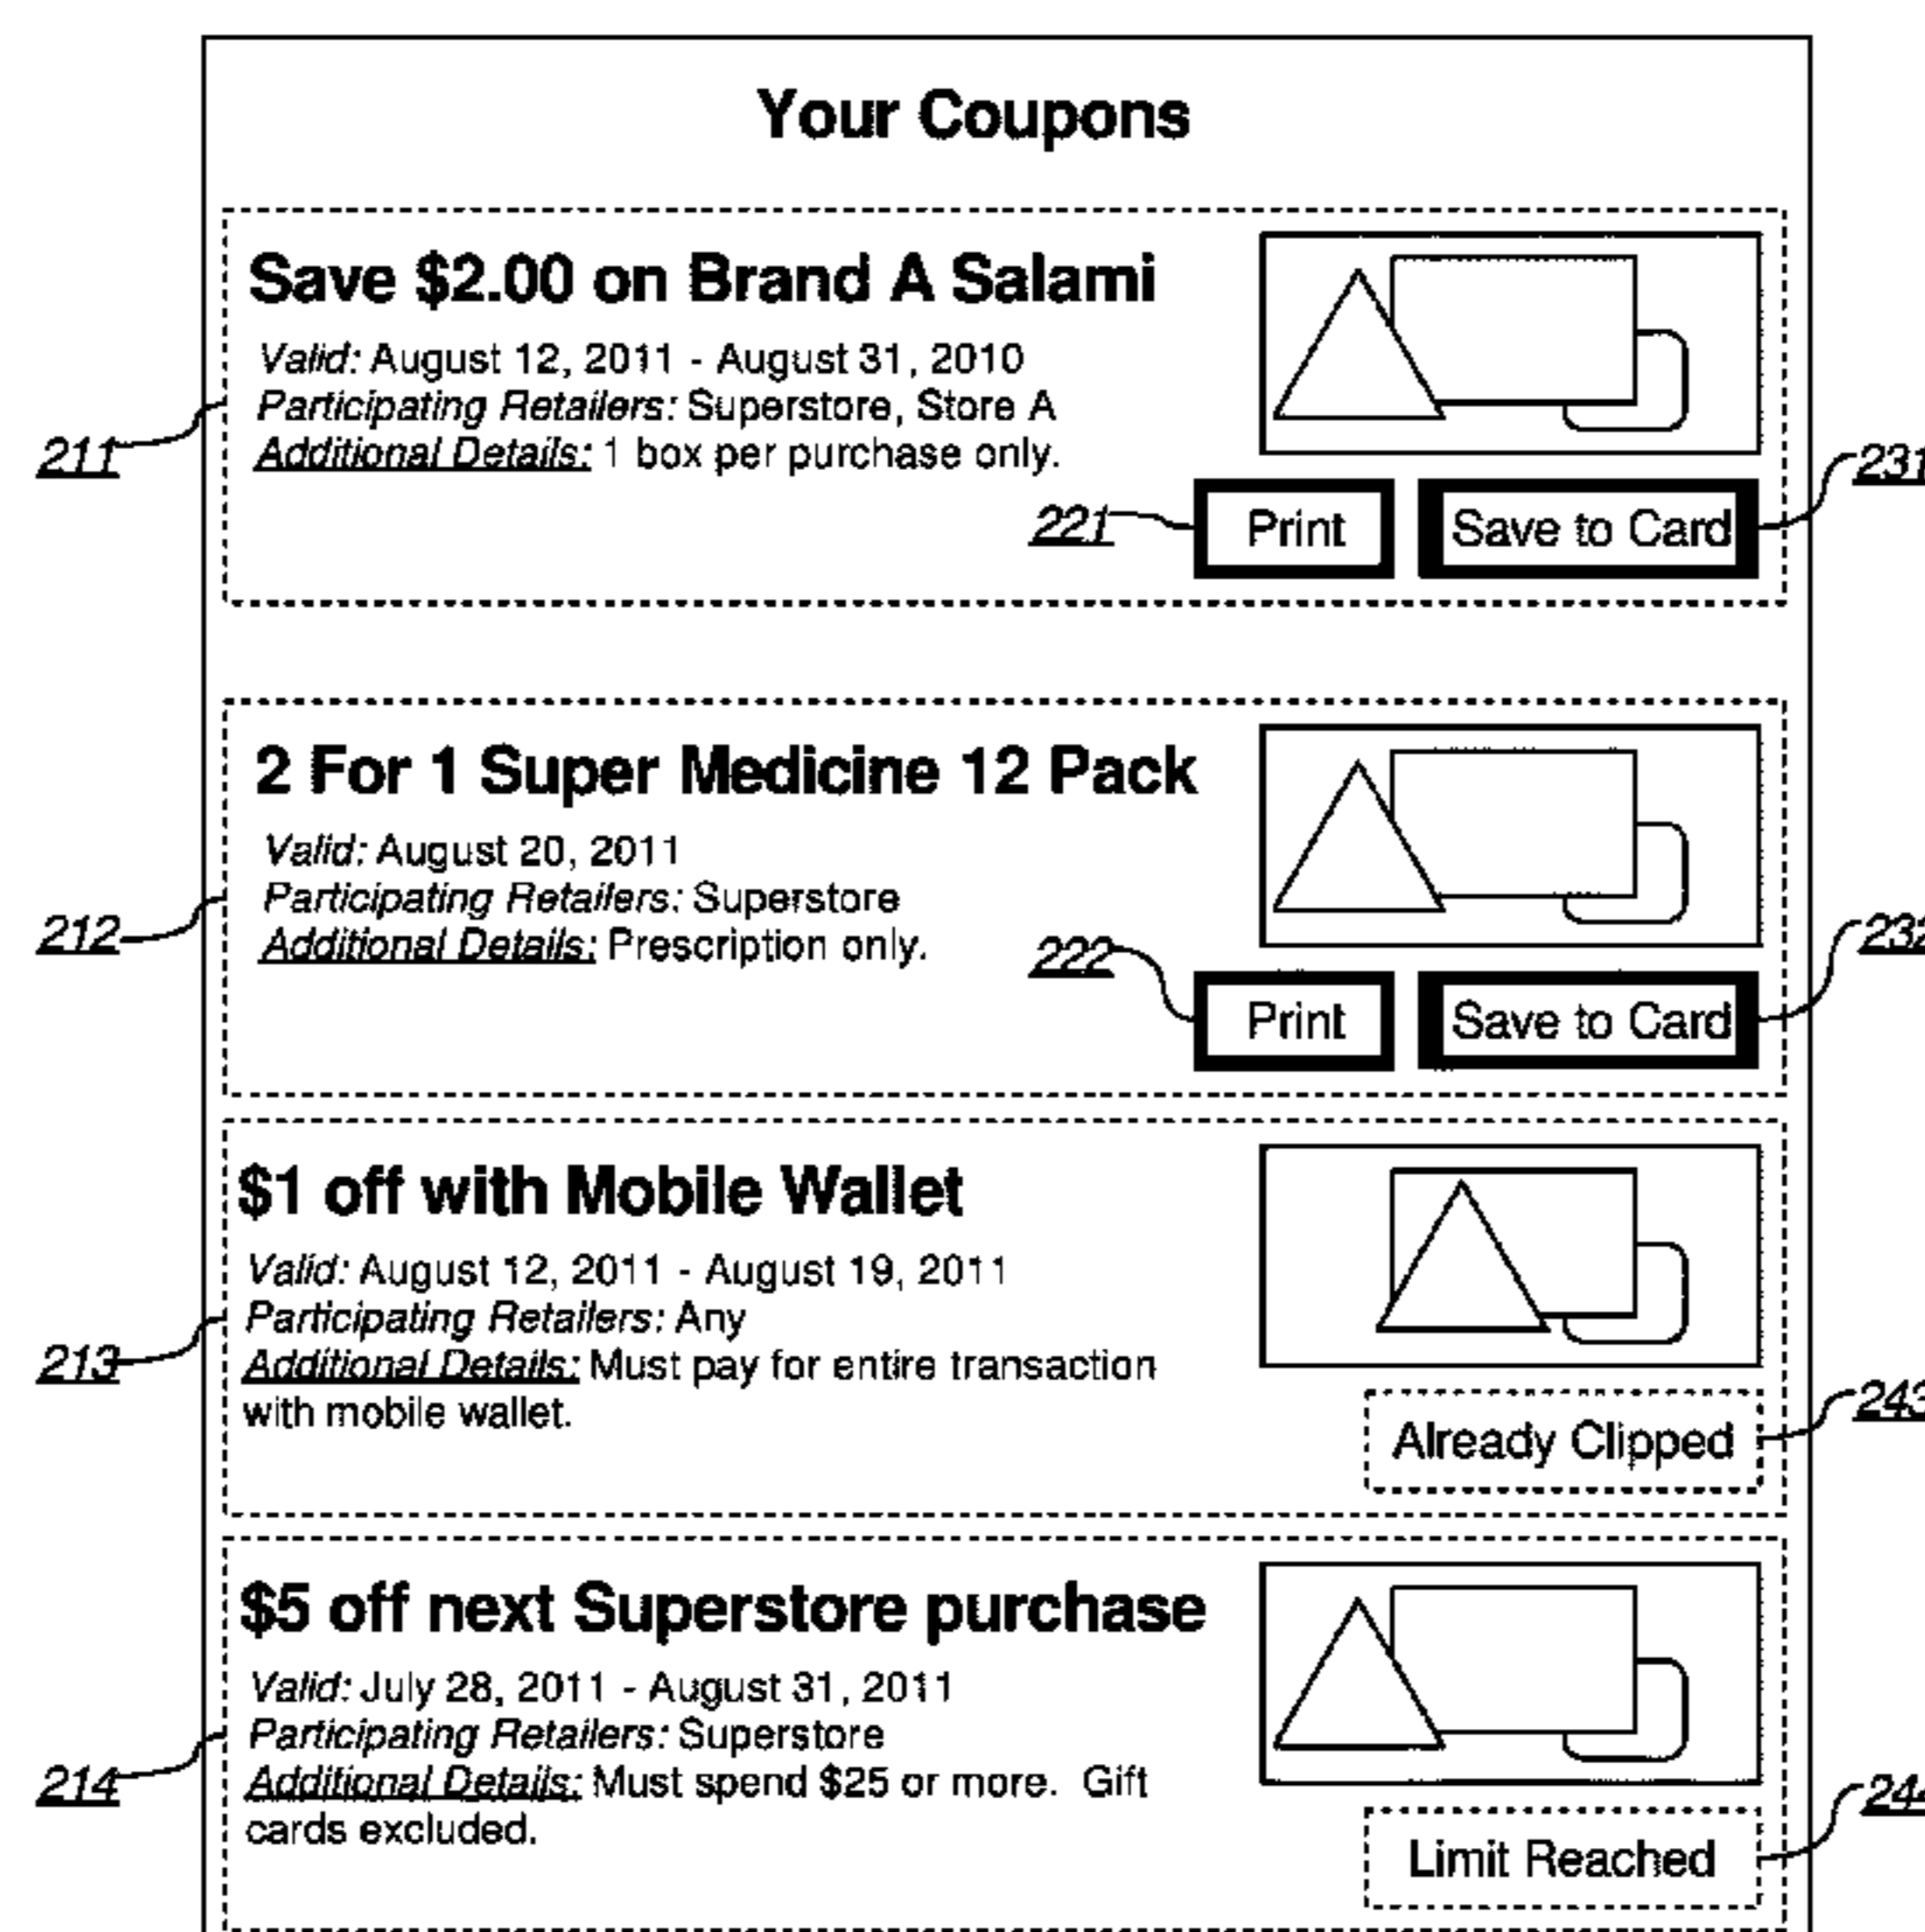 Your Coupons
Save $2.00 on Brand A Salami
Valid: August 12, 2011 - August 31, 2010
Participating Retailers: Superstore, Store A
Additional Details: 1 box per purchase only.
211
231
221
Print
Save to Card
2 For 1 Super Medicine 12 Pack
Valid: August 20, 2011
Participating Retailers: Superstore
Additional Details: Prescription only.
212
222
232
Print
Save to Card
$1 off with Mobile Wallet
Valid: August 12, 2011 - August 19, 2011
Participating Retailers: Any
Additional Details: Must pay for entire transaction
with mobile wallet.
213
243
Already Clipped
$5 off next Superstore purchase
Valid: July 28, 2011 - August 31, 2011
Participating Retailers: Superstore
Additional Details: Must spend $25 or more. Gift
cards excluded.
214
244
Limit Reached